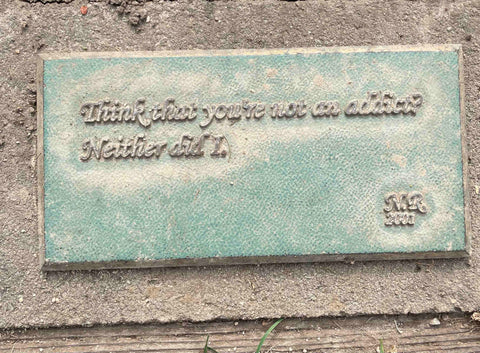 Think that you're not an addict?
Neither did I.
N.R